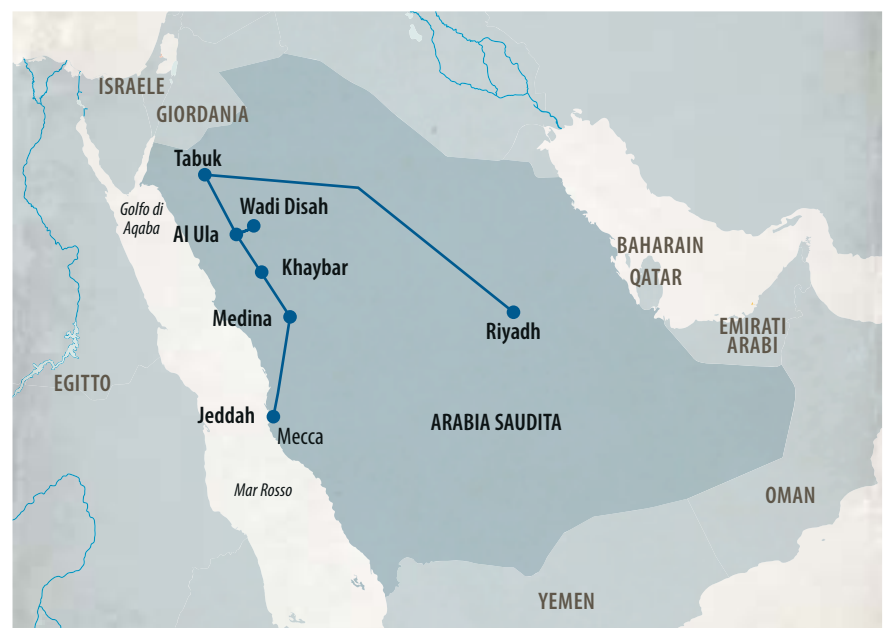 ISRAELE
GIORDANIA
Tabuk
Golfo di
Aqaba
Wadi Disah
Al Ula
BAHARAIN
Khaybar
QATAR
Medina
Riyadh
EMIRATI
ARABI
EGITTO
Jeddah
Mecca
ARABIA SAUDITA
Mar Rosso
OMAN
YEMEN